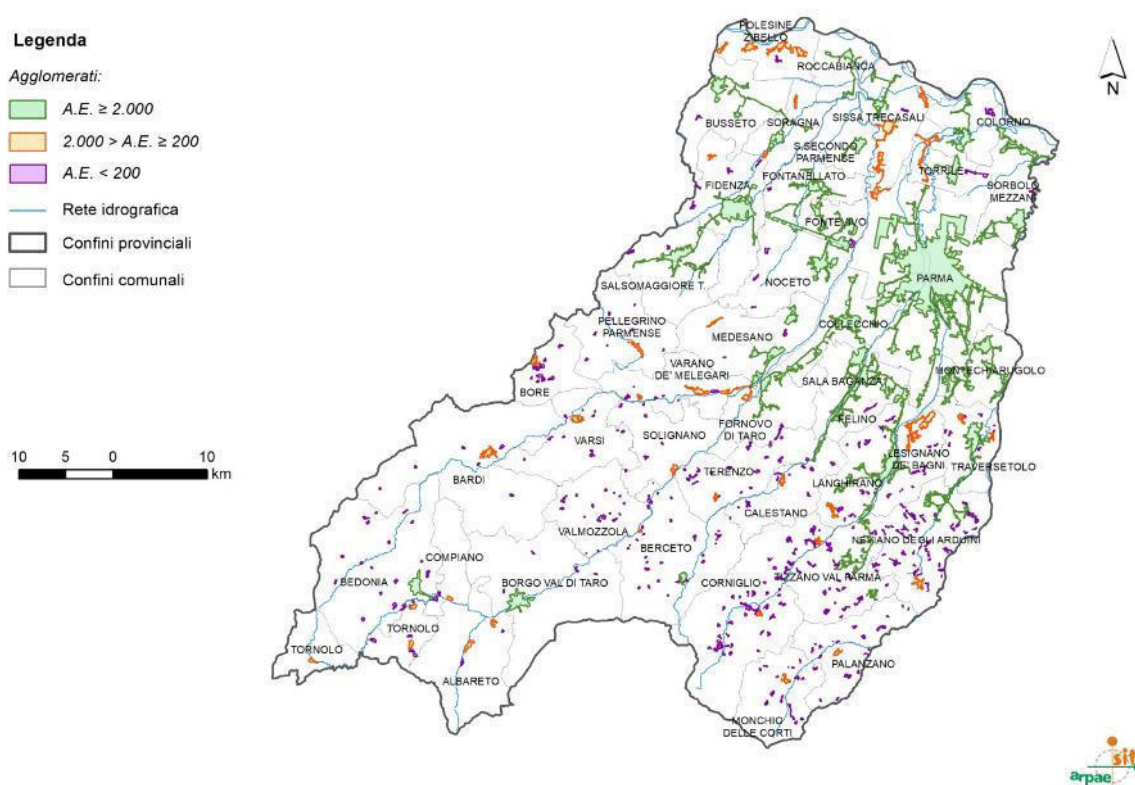 Legenda
Agglomerati:
A.E. ≥ 2.000
2.000 > A.E. ≥ 200
A.E. < 200
Rete idrografica
Confini provinciali
Confini comunali
10 5 0 10
km
N
POLESINE
ZIBELLO
ROCCABIANCA
BUSSETO
SORAGNA
SISSA TRECASALI
COLORNO
S.SECONDO
PARMENSE
FIDENZA
FONTANELLATO
TORRILE
SORBOLO
MEZZANI
FONTEVIVO
SALSOMAGGIORE T.
NOCETO
PARMA
PELLEGRINO
PARMENSE
MEDESANO
COLLECCHIO
VARANO
DE' MELEGARI
SALA BAGANZA
MONTECHIARUGOLO
BORE
VARSI
SOLIGNANO
FORNOVO
DI TARO
FELINO
LESIGNANO
DE' BAGNI
TRAVERSETOLO
BARDI
TERENZO
LANGHIRANO
CALESTANO
VALMOZZOLA
BERCETO
NEVIANO DEGLI ARDUINI
COMPIANO
BEDONIA
BORGO VAL DI TARO
CORNIGLIO
TIZZANO VAL PARMA
TORNOLO
TORNOLO
ALBARETO
PALANZANO
MONCHIO
DELLE CORTI
sit
arpae